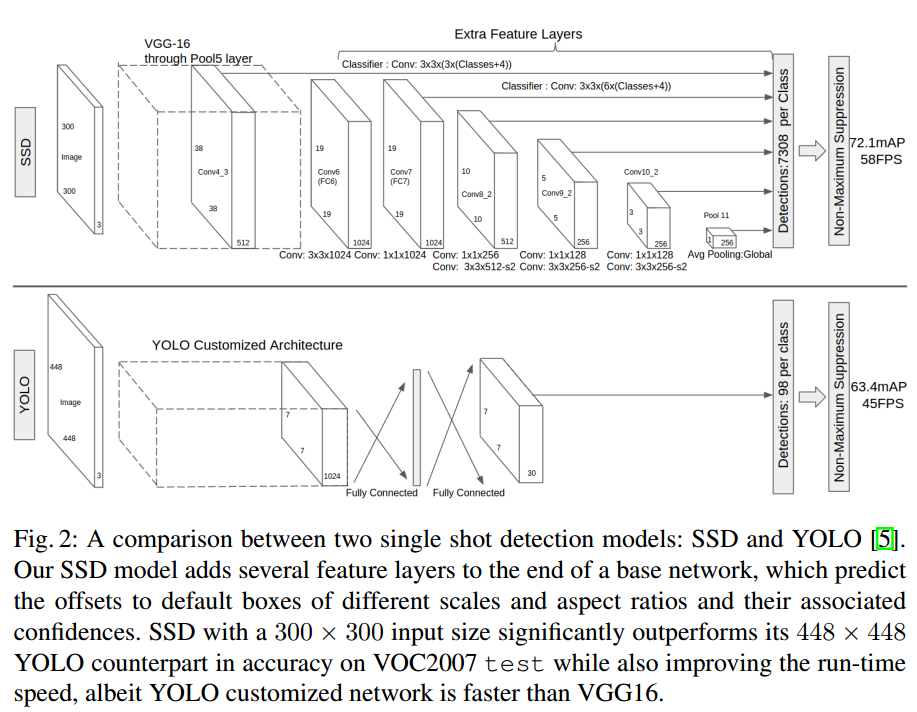 Extra Feature Layers
VGG-16
through Pool5 layer
Classifier : Conv: 3x3x(3x(Classes+4))
Classifier : Conv: 3x3x(6x(Classes+4))
SSD
300
Image
300
3
38
Conv4_3
38
512
19
Conv6
(FC6)
19
1024
19
Conv7
(FC7)
19
1024
10
Conv8_2
10
512
5
Conv9_2
5
256
Conv10_2
3
3
256
Pool 11
1
256
Conv: 3x3x1024
Conv: 1x1x1024
Conv: 1x1x256
Conv: 3x3x512-s2
Conv: 1x1x128
Conv: 3x3x256-s2
Conv: 1x1x128
Conv: 3x3x256-s2
Avg Pooling:Global
Detections:7308 per Class
Non-Maximum Suppression
72.1mAP
58FPS
YOLO
448
Image
448
3
YOLO Customized Architecture
7
7
1024
Fully Connected
Fully Connected
7
7
30
Detections: 98 per class
Non-Maximum Suppression
63.4mAP
45FPS
Fig. 2: A comparison between two single shot detection models: SSD and YOLO [5].
Our SSD model adds several feature layers to the end of a base network, which predict
the offsets to default boxes of different scales and aspect ratios and their associated
confidences. SSD with a 300 × 300 input size significantly outperforms its 448 × 448
YOLO counterpart in accuracy on VOC2007 test while also improving the run-time
speed, albeit YOLO customized network is faster than VGG16.